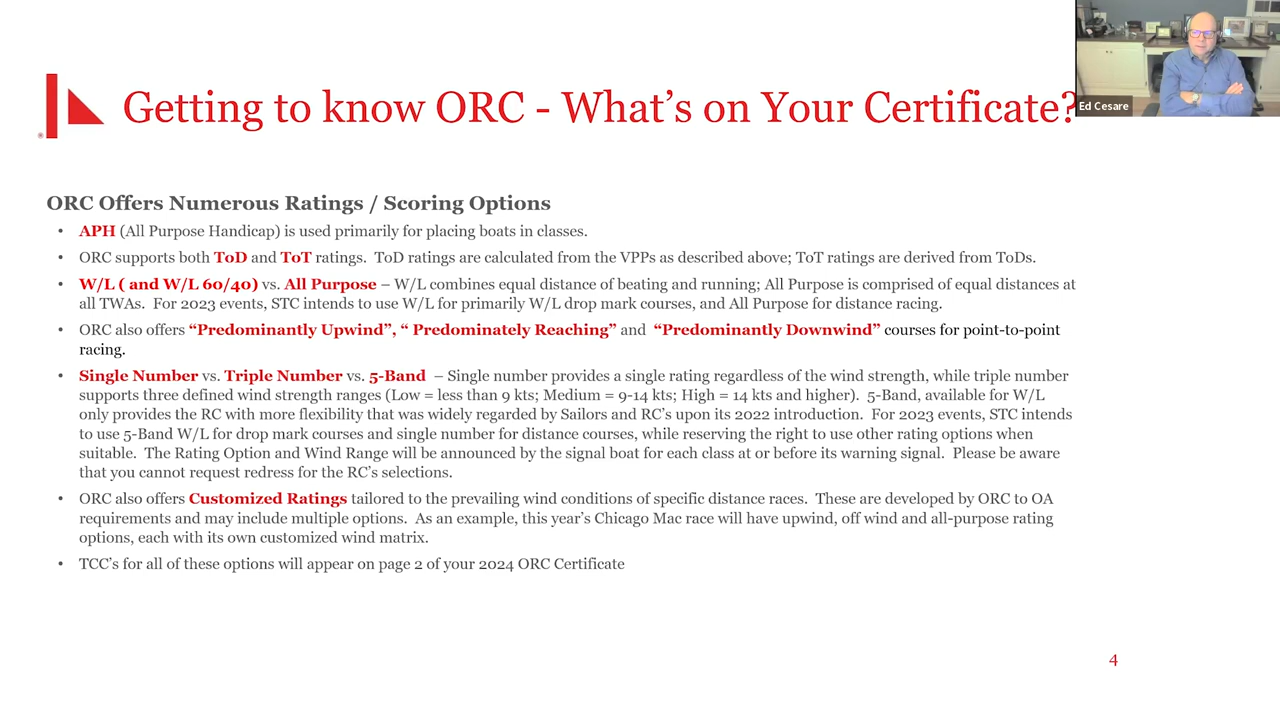 Getting to know ORC - What's on Your Certificate?
Ed Cesare
ORC Offers Numerous Ratings / Scoring Options
• APH (All Purpose Handicap) is used primarily for placing boats in classes.
• ORC supports both ToD and ToT ratings.  ToD ratings are calculated from the VPPs as described above; ToT ratings are derived from ToDs.
• W/L ( and W/L 60/40) vs. All Purpose – W/L combines equal distance of beating and running; All Purpose is comprised of equal distances at
all TWAs.  For 2023 events, STC intends to use W/L for primarily W/L drop mark courses, and All Purpose for distance racing.
• ORC also offers “Predominantly Upwind”, “ Predominately Reaching” and  “Predominantly Downwind” courses for point-to-point
racing.
• Single Number vs. Triple Number vs. 5-Band  – Single number provides a single rating regardless of the wind strength, while triple number
supports three defined wind strength ranges (Low = less than 9 kts; Medium = 9-14 kts; High = 14 kts and higher).  5-Band, available for W/L
only provides the RC with more flexibility that was widely regarded by Sailors and RC’s upon its 2022 introduction.  For 2023 events, STC intends
to use 5-Band W/L for drop mark courses and single number for distance courses, while reserving the right to use other rating options when
suitable.  The Rating Option and Wind Range will be announced by the signal boat for each class at or before its warning signal.  Please be aware
that you cannot request redress for the RC’s selections.
• ORC also offers Customized Ratings tailored to the prevailing wind conditions of specific distance races.  These are developed by ORC to OA
requirements and may include multiple options.  As an example, this year’s Chicago Mac race will have upwind, off wind and all-purpose rating
options, each with its own customized wind matrix.
• TCC’s for all of these options will appear on page 2 of your 2024 ORC Certificate
4